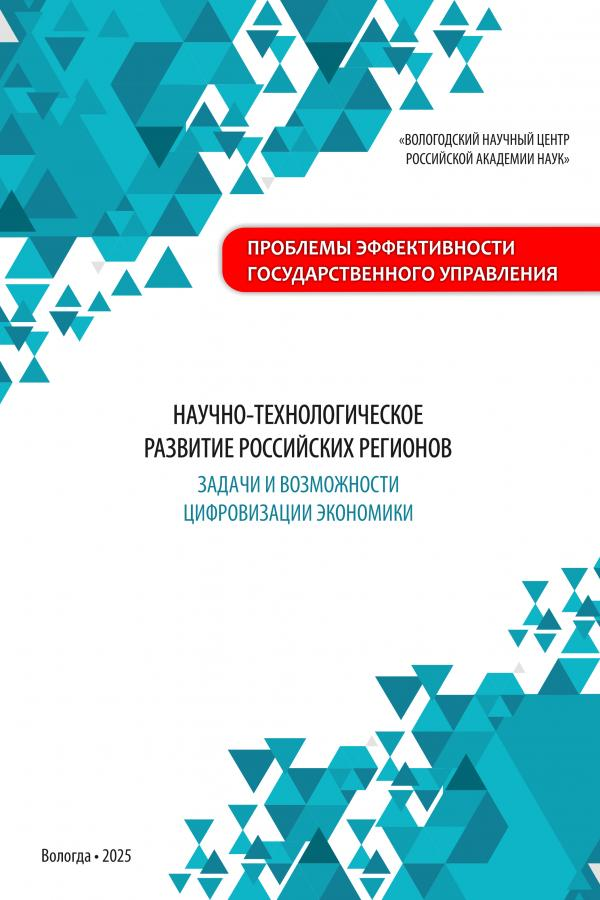 «ВОЛОГОДСКИЙ НАУЧНЫЙ ЦЕНТР
РОССИЙСКОЙ АКАДЕМИИ НАУК»
ПРОБЛЕМЫ ЭФФЕКТИВНОСТИ
ГОСУДАРСТВЕННОГО УПРАВЛЕНИЯ
НАУЧНО-ТЕХНОЛОГИЧЕСКОЕ
РАЗВИТИЕ РОССИЙСКИХ РЕГИОНОВ
ЗАДАЧИ И ВОЗМОЖНОСТИ
ЦИФРОВИЗАЦИИ ЭКОНОМИКИ
Вологда • 2025